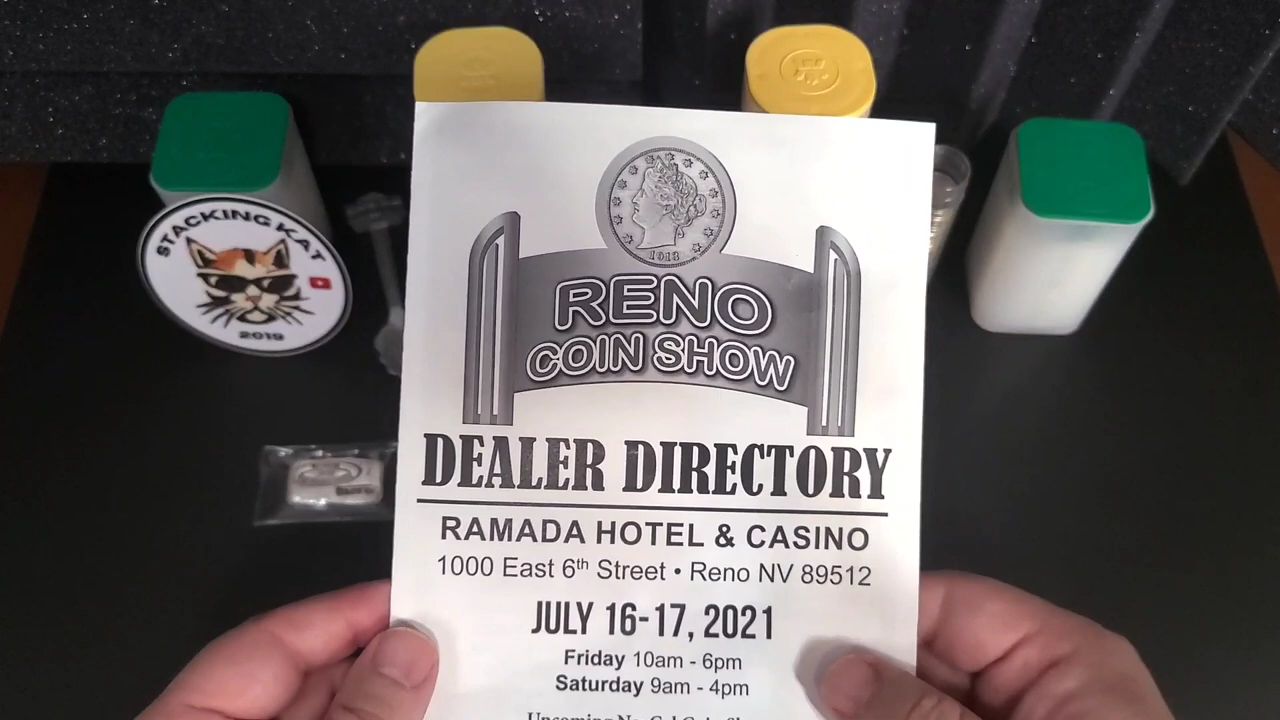 STACKING KAT
2019
1913
RENO
COIN SHOW
DEALER DIRECTORY
RAMADA HOTEL & CASINO
1000 East 6th Street • Reno NV 89512
JULY 16-17, 2021
Friday 10am - 6pm
Saturday 9am - 4pm